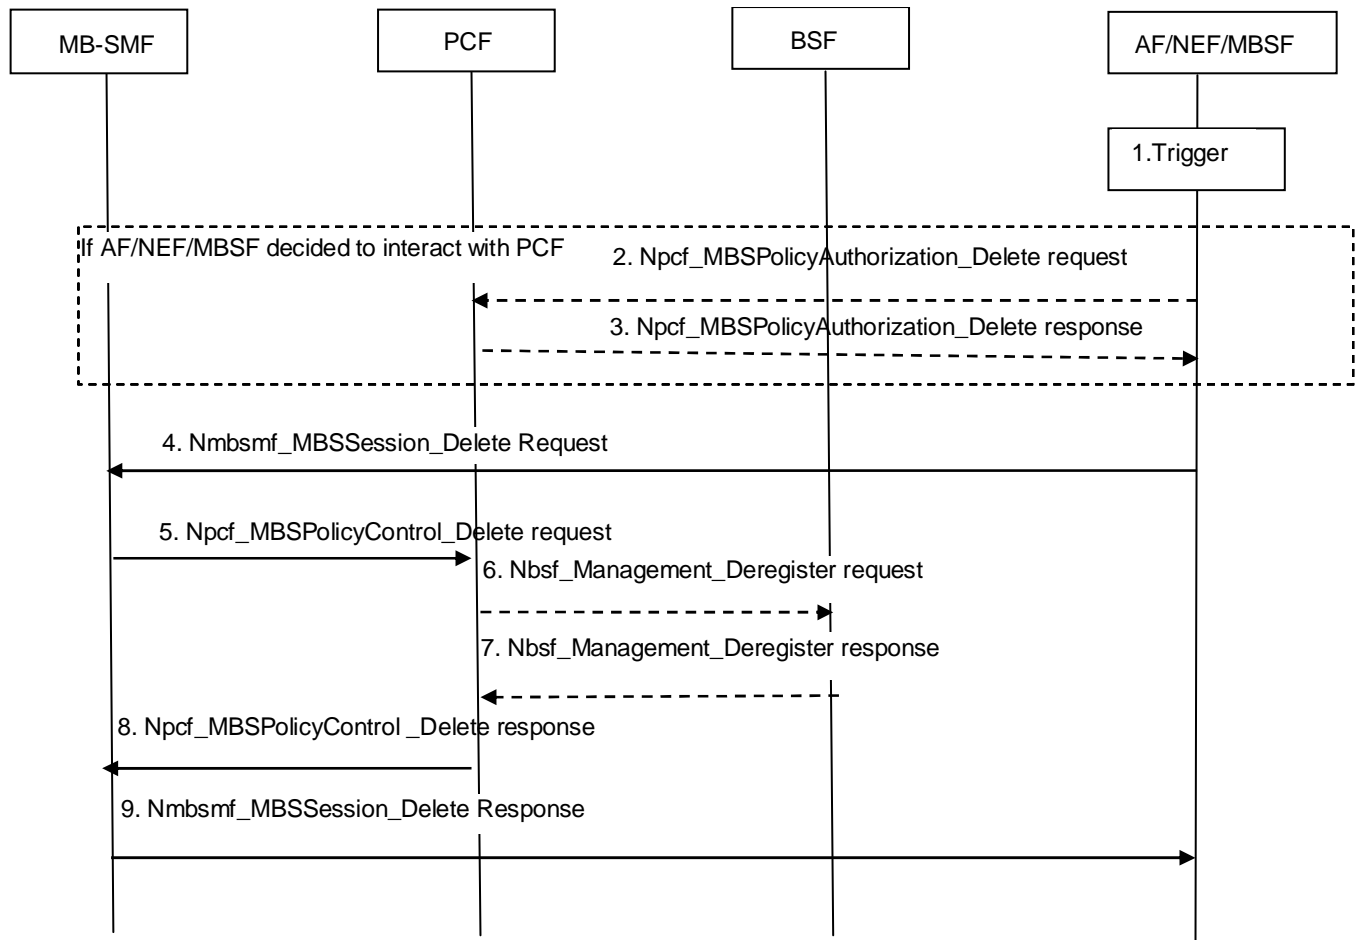 MB-SMF
PCF
BSF
AF/NEF/MBSF
1.Trigger
If AF/NEF/MBSF decided to interact with PCF
2. Npcf_MBSPolicyAuthorization_Delete request
3. Npcf_MBSPolicyAuthorization_Delete response
4. Nmbsmf_MBSSession_Delete Request
5. Npcf_MBSPolicyControl_Delete request
6. Nbsf_Management_Deregister request
7. Nbsf_Management_Deregister response
8. Npcf_MBSPolicyControl _Delete response
9. Nmbsmf_MBSSession_Delete Response